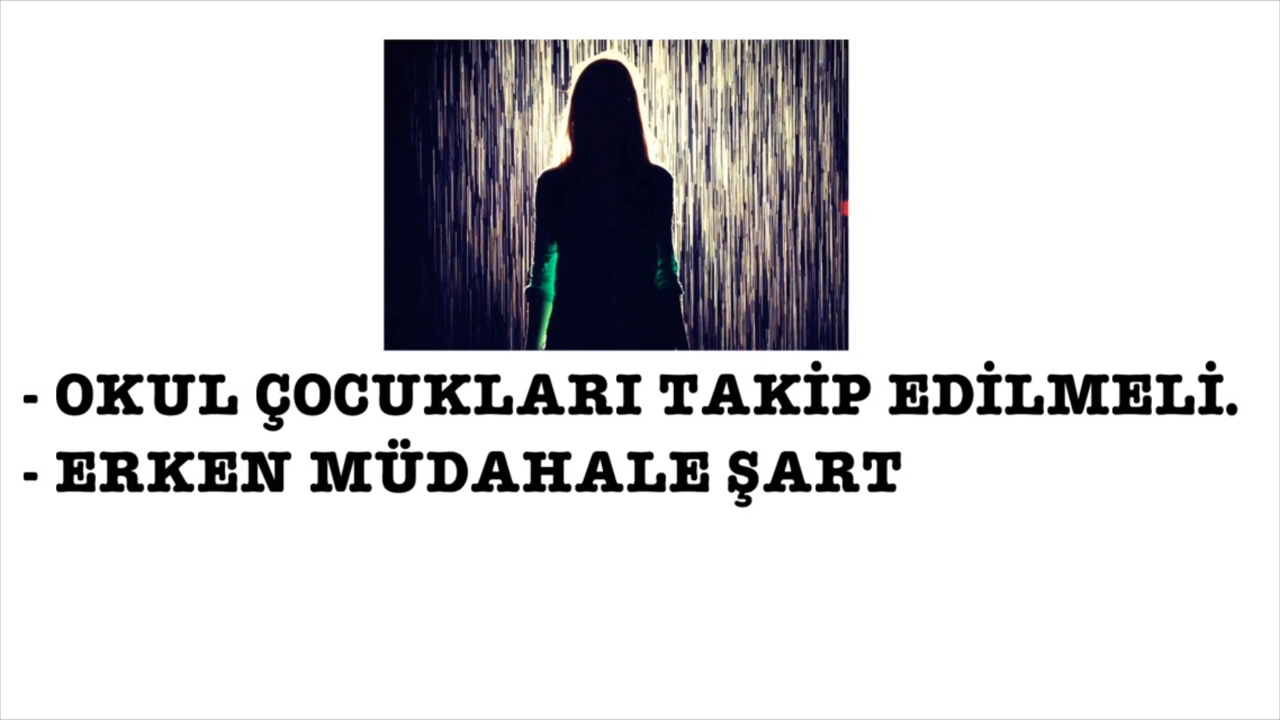 - OKUL ÇOCUKLARI TAKİP EDİLMELİ.
- ERKEN MÜDAHALE ŞART